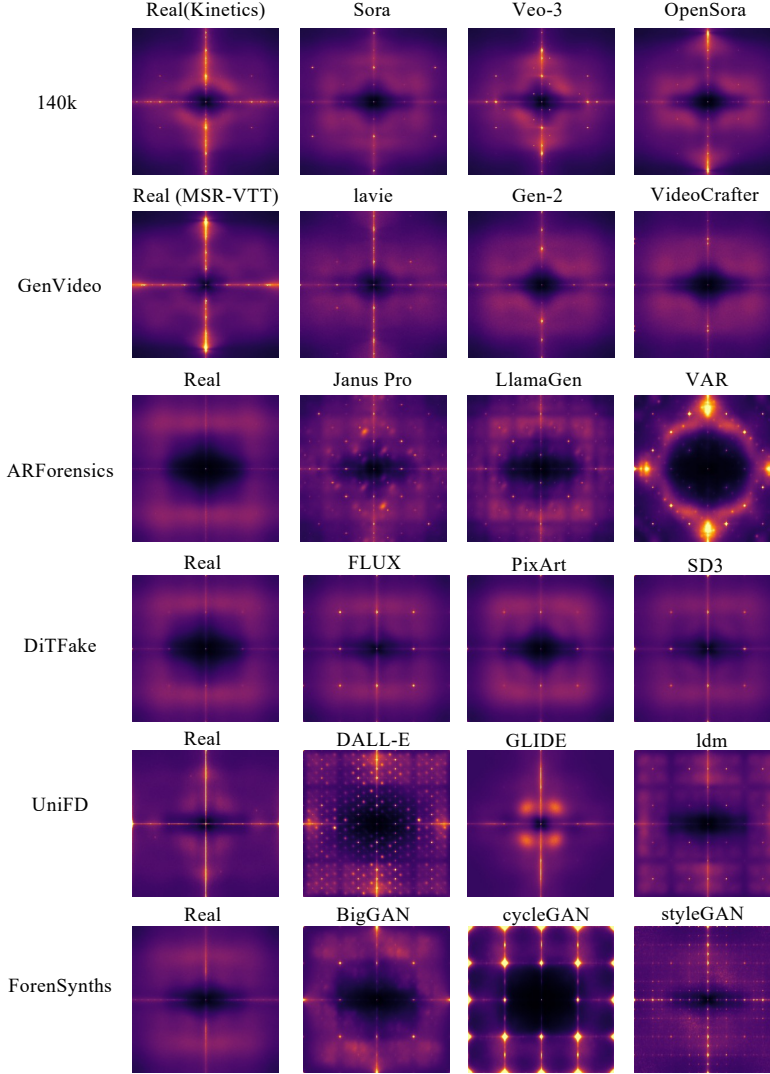 Real(Kinetics) Sora Veo-3 OpenSora
140k
Real (MSR-VTT) lavie Gen-2 VideoCrafter
GenVideo
Real Janus Pro LlamaGen VAR
ARForensics
Real FLUX PixArt SD3
DiTFake
Real DALL-E GLIDE ldm
UniFD
Real BigGAN cycleGAN styleGAN
ForenSynths